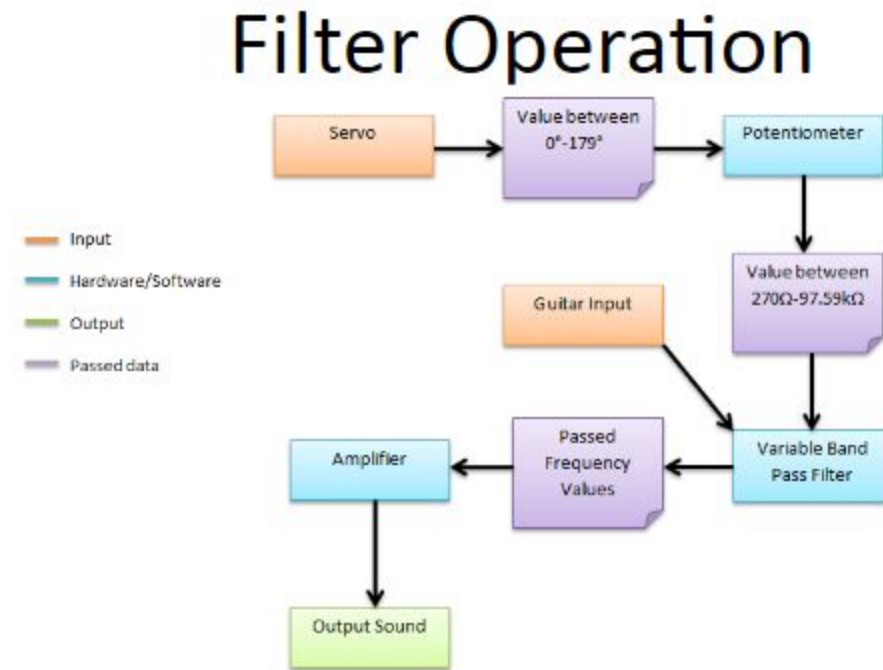 Filter Operation
Servo
Value between
0°-179°
Potentiometer
Input
Hardware/Software
Output
Passed data
Guitar Input
Value between
270Ω-97.59kΩ
Amplifier
Passed
Frequency
Values
Variable Band
Pass Filter
Output Sound